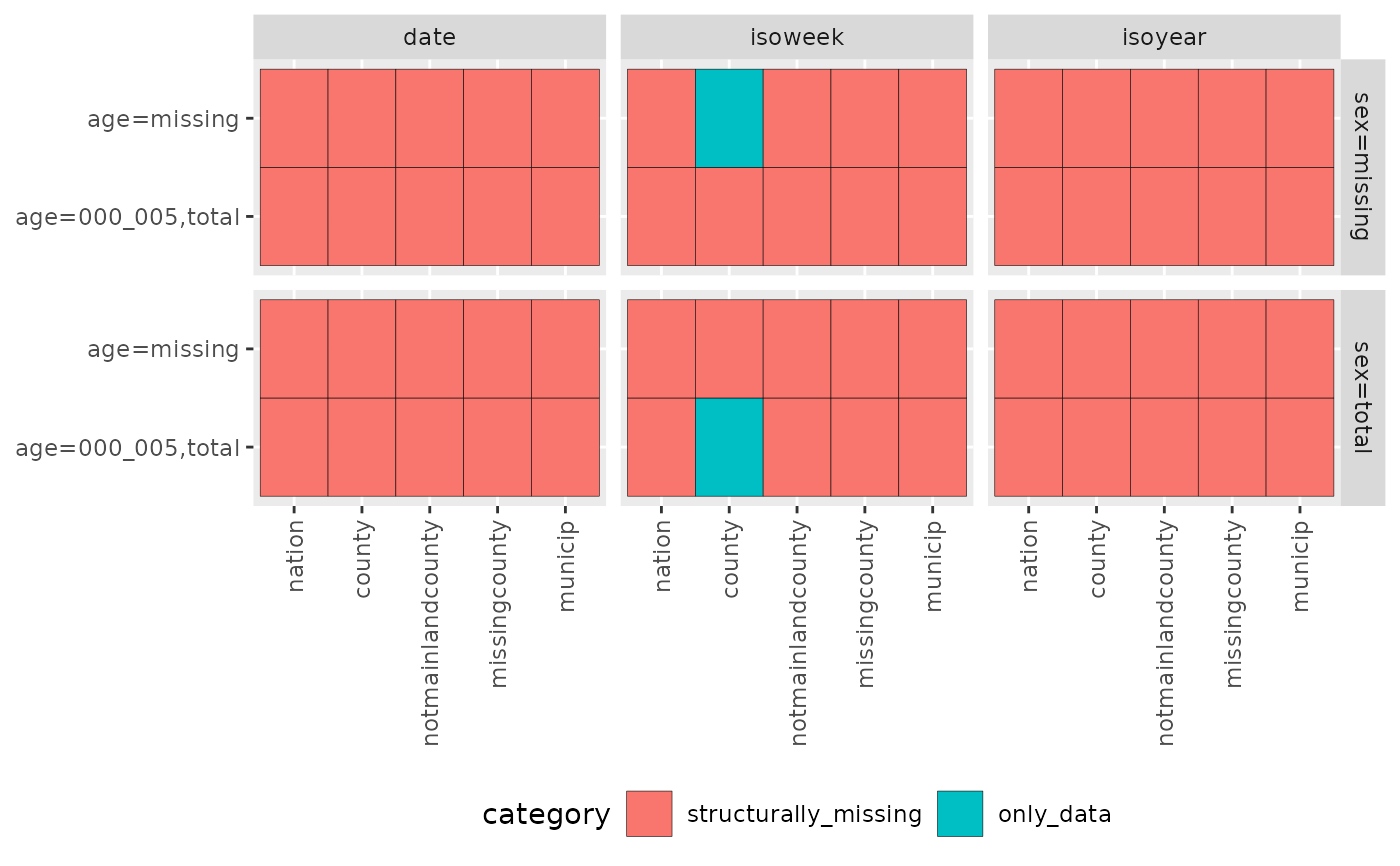 date isoweek isoyear
age=missing
age=000_005,total
sex=missing
age=missing
age=000_005,total
sex=total
nation county notmainlandcounty missingcounty municip nation county notmainlandcounty missingcounty municip nation county notmainlandcounty missingcounty municip
category structurally_missing only_data